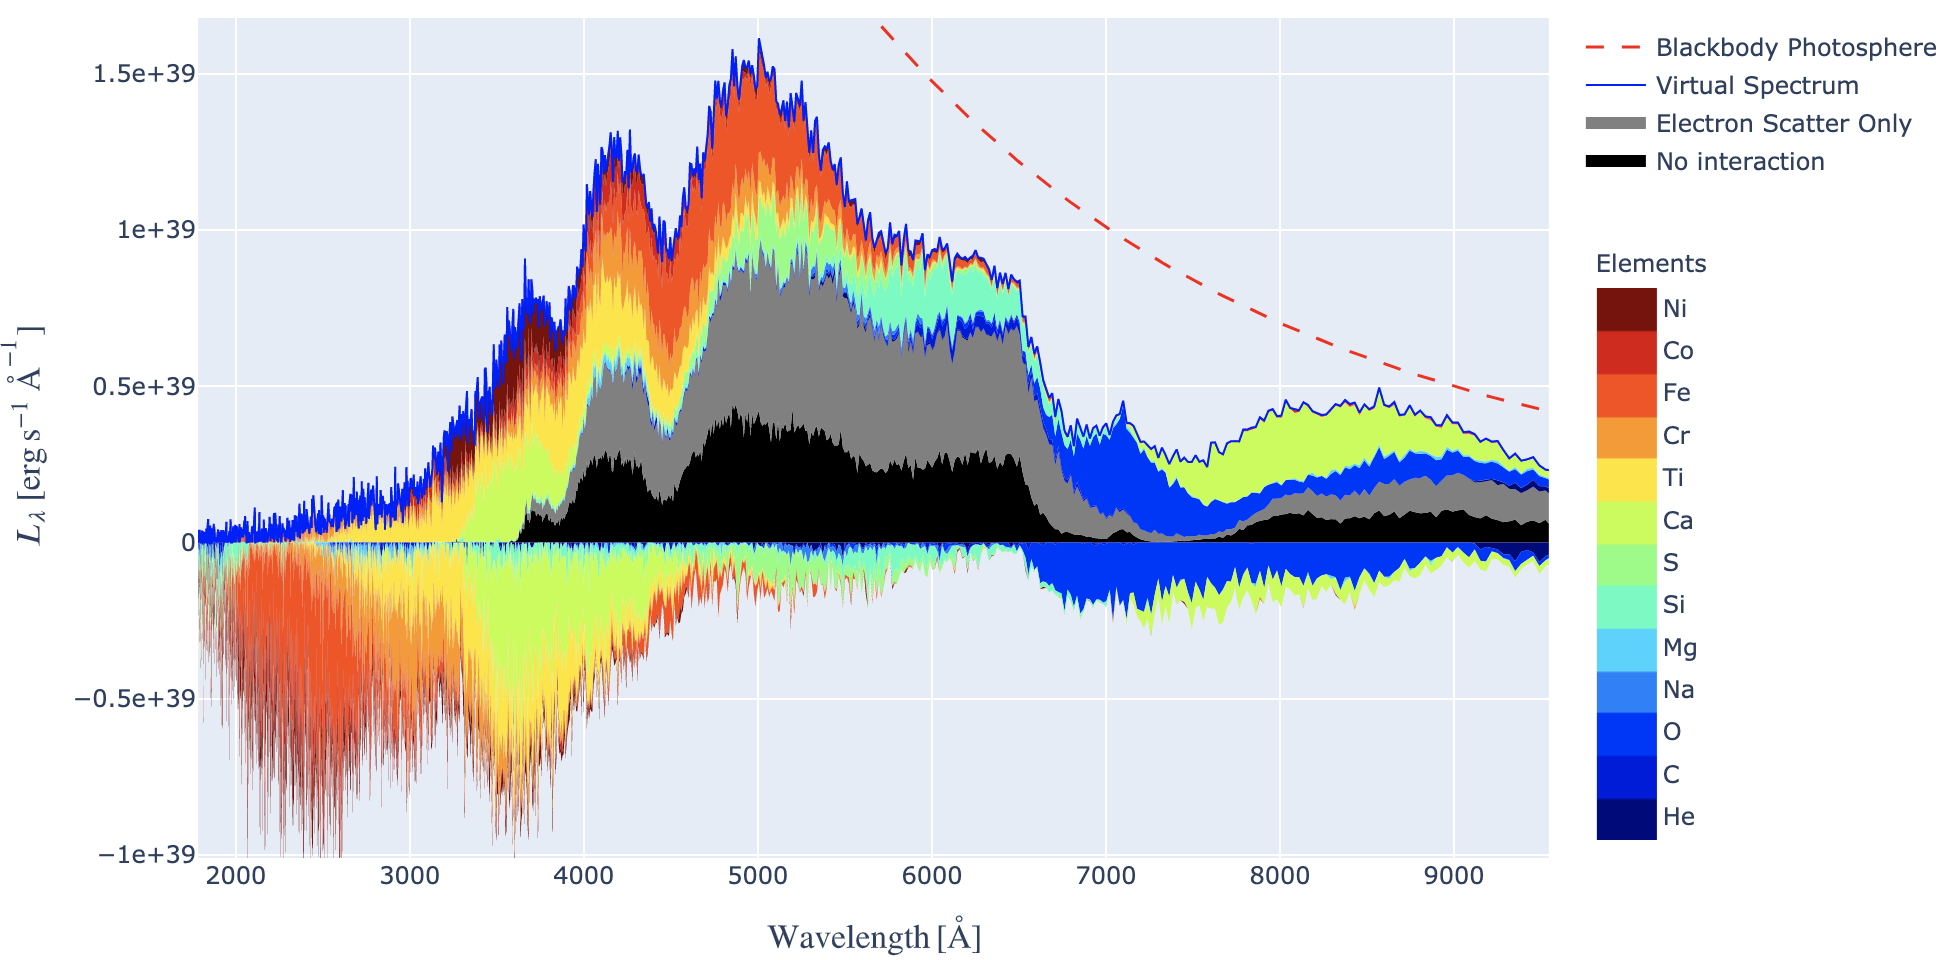 1.5e+39
1e+39
0.5e+39
0
−0.5e+39
−1e+39
L_λ [erg s⁻¹ Å⁻¹]
2000 3000 4000 5000 6000 7000 8000 9000
Wavelength [Å]
Blackbody Photosphere
Virtual Spectrum
Electron Scatter Only
No interaction
Elements
Ni
Co
Fe
Cr
Ti
Ca
S
Si
Mg
Na
O
C
He